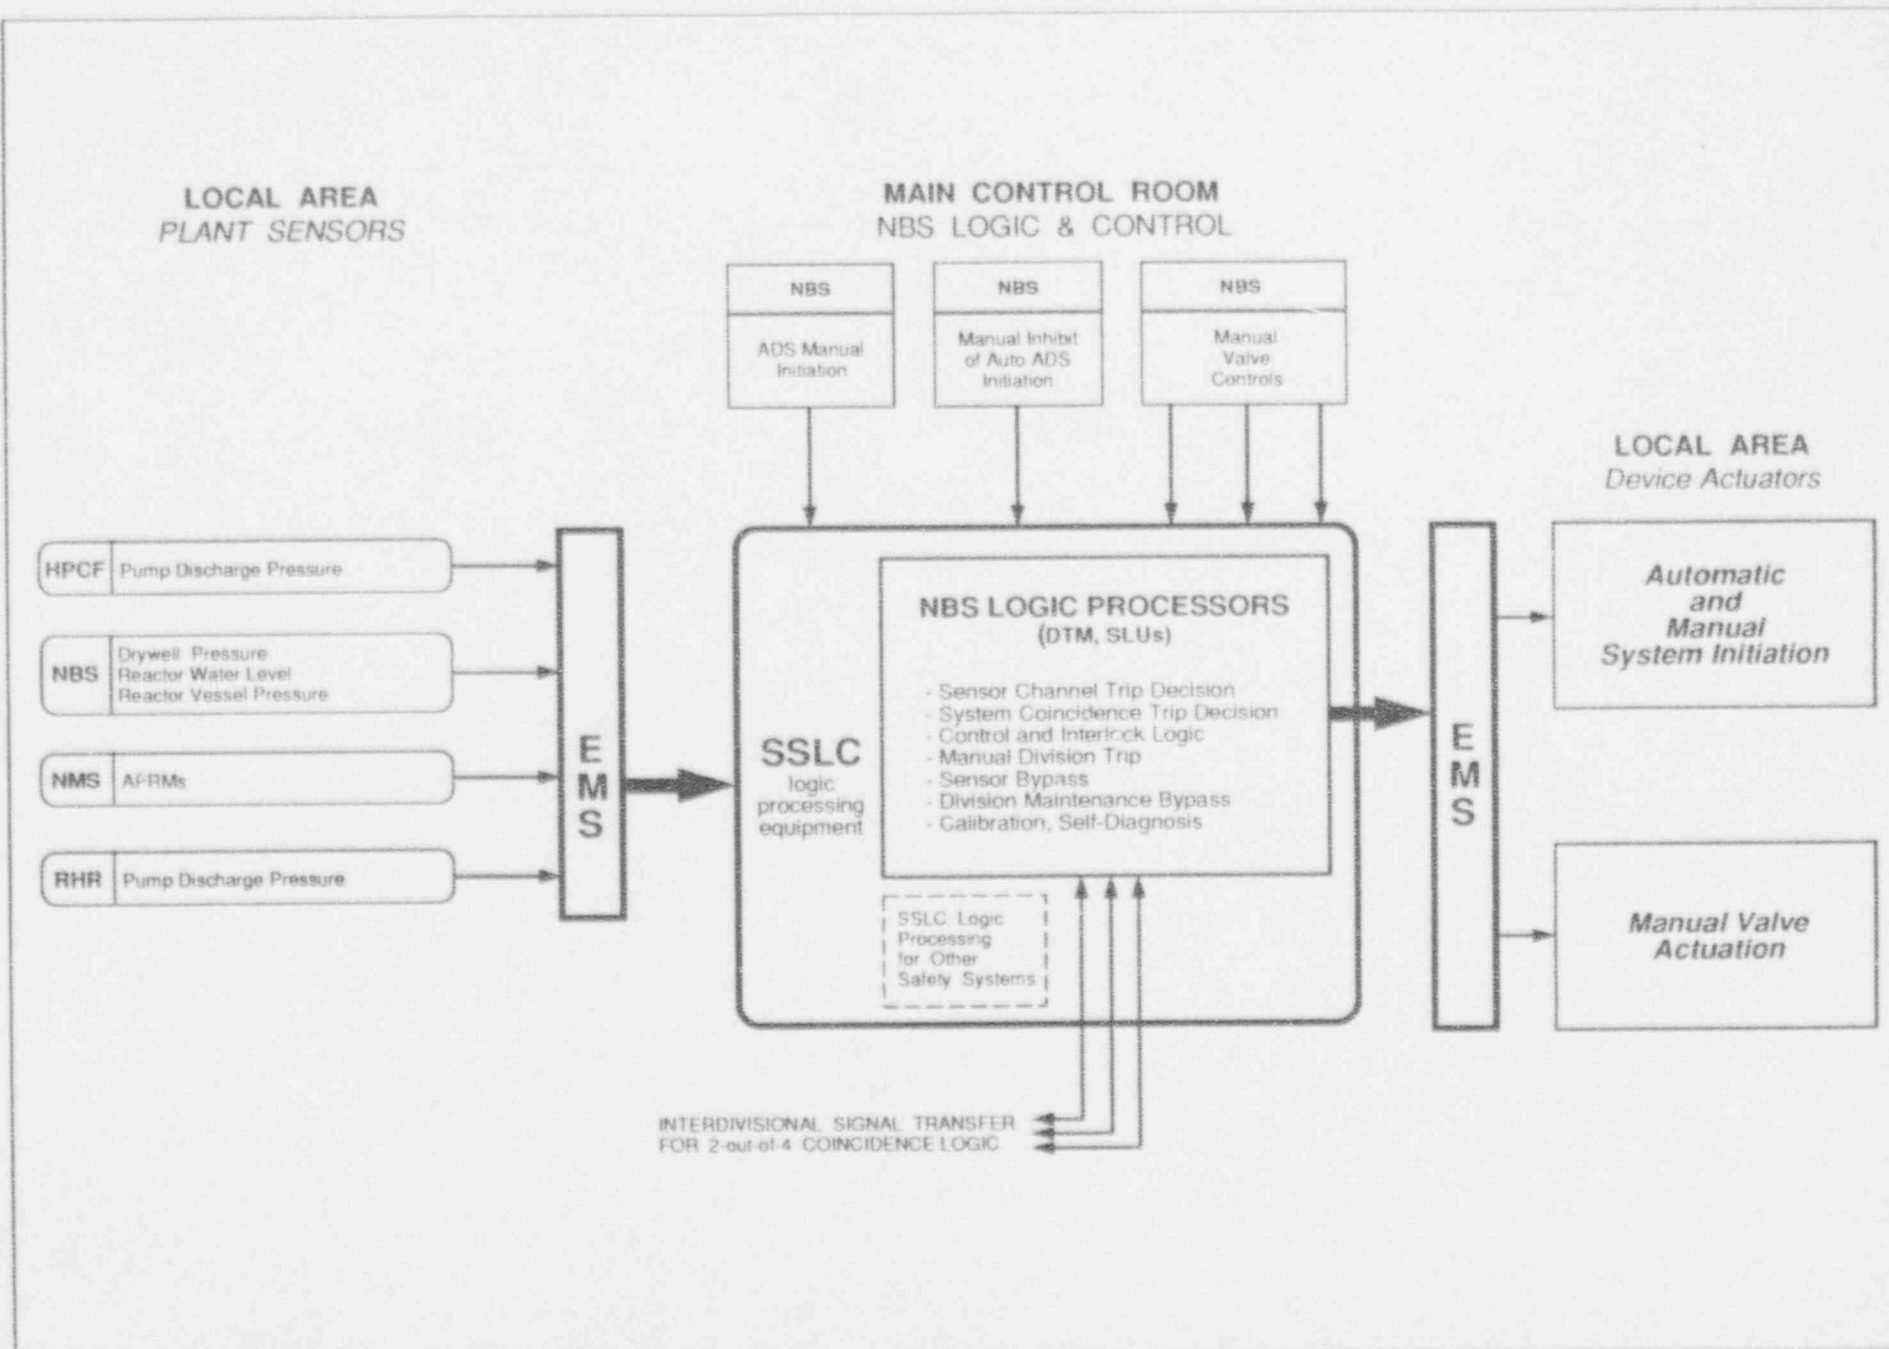 LOCAL AREA
PLANT SENSORS
MAIN CONTROL ROOM
NBS LOGIC & CONTROL
NBS
ADS Manual
Initiation
NBS
Manual Inhibit
of Auto ADS
Initiation
NBS
Manual
Valve
Controls
LOCAL AREA
Device Actuators
HPCF
Pump Discharge Pressure
NBS
Drywell Pressure
Reactor Water Level
Reactor Vessel Pressure
NMS
APRMs
RHR
Pump Discharge Pressure
E
M
S
SSLC
logic
processing
equipment
NBS LOGIC PROCESSORS
(DTM, SLUs)
- Sensor Channel Trip Decision
- System Coincidence Trip Decision
- Control and Interlock Logic
- Manual Division Trip
- Sensor Bypass
- Division Maintenance Bypass
- Calibration, Self-Diagnosis
SSLC Logic
Processing
for Other
Safety Systems
INTERDIVISIONAL SIGNAL TRANSFER
FOR 2-out-of-4 COINCIDENCE LOGIC
E
M
S
Automatic
and
Manual
System Initiation
Manual Valve
Actuation